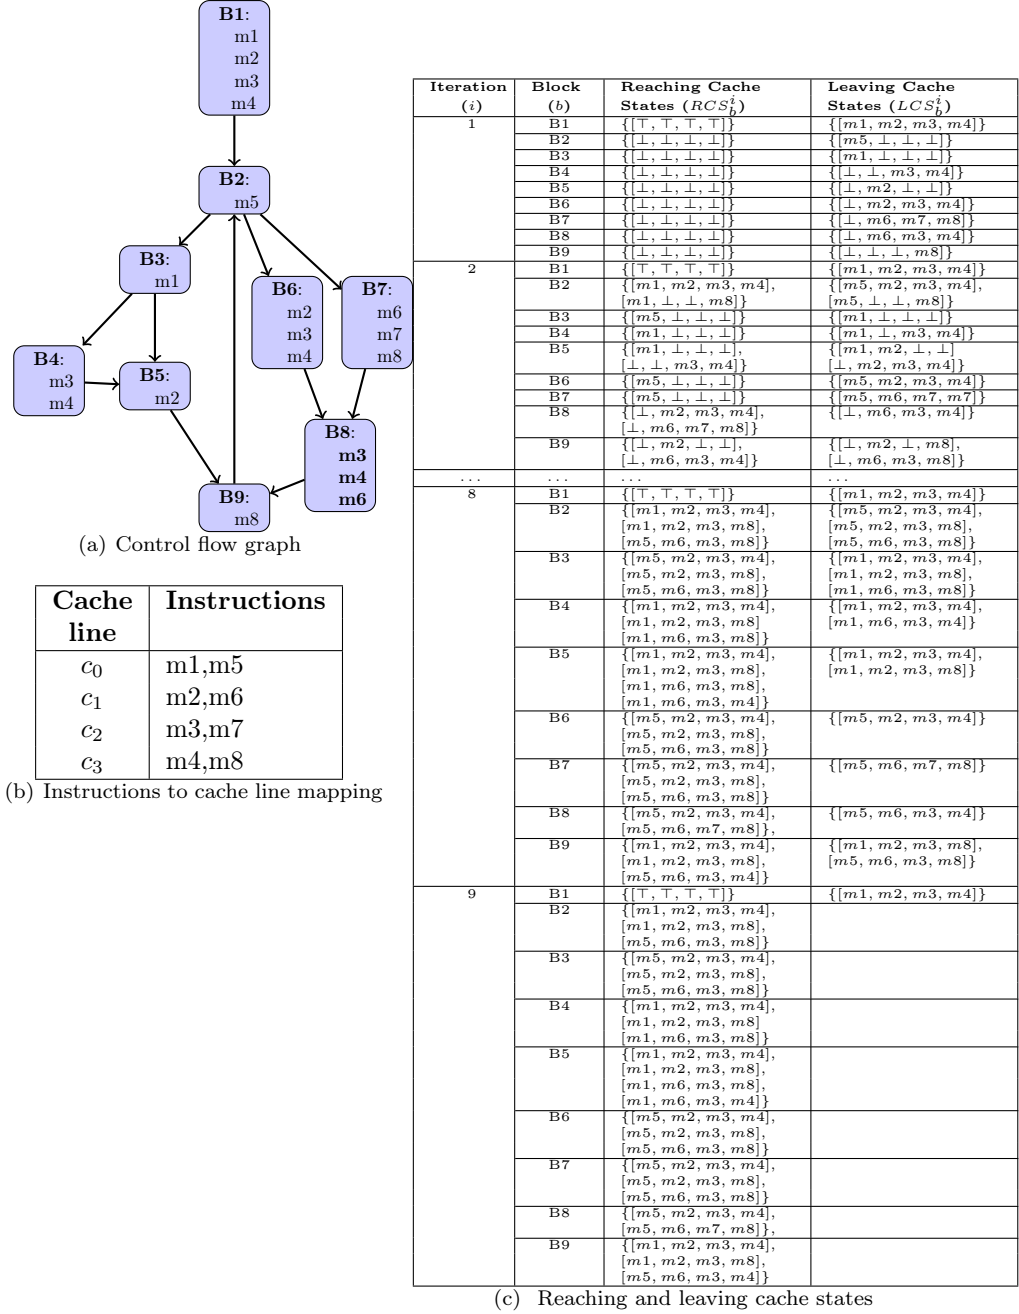 B1:
m1
m2
m3
m4
B2:
m5
B3:
m1
B6:
m2
m3
m4
B7:
m6
m7
m8
B4:
m3
m4
B5:
m2
B8:
m3
m4
m6
B9:
m8
(a) Control flow graph
Cache line Instructions
c0 m1,m5
c1 m2,m6
c2 m3,m7
c3 m4,m8
(b) Instructions to cache line mapping
Iteration Block Reaching Cache Leaving Cache
(i) (b) States (RCS_b^i) States (LCS_b^i)
1 B1 {[⊤, ⊤, ⊤, ⊤]} {[m1, m2, m3, m4]}
B2 {[⊥, ⊥, ⊥, ⊥]} {[m5, ⊥, ⊥, ⊥]}
B3 {[⊥, ⊥, ⊥, ⊥]} {[m1, ⊥, ⊥, ⊥]}
B4 {[⊥, ⊥, ⊥, ⊥]} {[⊥, ⊥, m3, m4]}
B5 {[⊥, ⊥, ⊥, ⊥]} {[⊥, m2, ⊥, ⊥]}
B6 {[⊥, ⊥, ⊥, ⊥]} {[⊥, m2, m3, m4]}
B7 {[⊥, ⊥, ⊥, ⊥]} {[⊥, m6, m7, m8]}
B8 {[⊥, ⊥, ⊥, ⊥]} {[⊥, m6, m3, m4]}
B9 {[⊥, ⊥, ⊥, ⊥]} {[⊥, ⊥, ⊥, m8]}
2 B1 {[⊤, ⊤, ⊤, ⊤]} {[m1, m2, m3, m4]}
B2 {[m1, m2, m3, m4], {[m5, m2, m3, m4],
[m1, ⊥, ⊥, m8]} [m5, ⊥, ⊥, m8]}
B3 {[m5, ⊥, ⊥, ⊥]} {[m1, ⊥, ⊥, ⊥]}
B4 {[m1, ⊥, ⊥, ⊥]} {[m1, ⊥, m3, m4]}
B5 {[m1, ⊥, ⊥, ⊥], {[m1, m2, ⊥, ⊥]
[⊥, ⊥, m3, m4]} [⊥, m2, m3, m4]}
B6 {[m5, ⊥, ⊥, ⊥]} {[m5, m2, m3, m4]}
B7 {[m5, ⊥, ⊥, ⊥]} {[m5, m6, m7, m7]}
B8 {[⊥, m2, m3, m4], {[⊥, m6, m3, m4]}
[⊥, m6, m7, m8]}
B9 {[⊥, m2, ⊥, ⊥], {[⊥, m2, ⊥, m8],
[⊥, m6, m3, m4]} [⊥, m6, m3, m8]}
... ... ... ...
8 B1 {[⊤, ⊤, ⊤, ⊤]} {[m1, m2, m3, m4]}
B2 {[m1, m2, m3, m4], {[m5, m2, m3, m4],
[m1, m2, m3, m8], [m5, m2, m3, m8],
[m5, m6, m3, m8]} [m5, m6, m3, m8]}
B3 {[m5, m2, m3, m4], {[m1, m2, m3, m4],
[m5, m2, m3, m8], [m1, m2, m3, m8],
[m5, m6, m3, m8]} [m1, m6, m3, m8]}
B4 {[m1, m2, m3, m4], {[m1, m2, m3, m4],
[m1, m2, m3, m8] [m1, m6, m3, m4]}
[m1, m6, m3, m8]}
B5 {[m1, m2, m3, m4], {[m1, m2, m3, m4],
[m1, m2, m3, m8], [m1, m2, m3, m8]}
[m1, m6, m3, m8],
[m1, m6, m3, m4]}
B6 {[m5, m2, m3, m4], {[m5, m2, m3, m4]}
[m5, m2, m3, m8],
[m5, m6, m3, m8]}
B7 {[m5, m2, m3, m4], {[m5, m6, m7, m8]}
[m5, m2, m3, m8],
[m5, m6, m3, m8]}
B8 {[m5, m2, m3, m4], {[m5, m6, m3, m4]}
[m5, m6, m7, m8]},
B9 {[m1, m2, m3, m4], {[m1, m2, m3, m8],
[m1, m2, m3, m8], [m5, m6, m3, m8]}
[m5, m6, m3, m4]}
9 B1 {[⊤, ⊤, ⊤, ⊤]} {[m1, m2, m3, m4]}
B2 {[m1, m2, m3, m4],
[m1, m2, m3, m8],
[m5, m6, m3, m8]}
B3 {[m5, m2, m3, m4],
[m5, m2, m3, m8],
[m5, m6, m3, m8]}
B4 {[m1, m2, m3, m4],
[m1, m2, m3, m8]
[m1, m6, m3, m8]}
B5 {[m1, m2, m3, m4],
[m1, m2, m3, m8],
[m1, m6, m3, m8],
[m1, m6, m3, m4]}
B6 {[m5, m2, m3, m4],
[m5, m2, m3, m8],
[m5, m6, m3, m8]}
B7 {[m5, m2, m3, m4],
[m5, m2, m3, m8],
[m5, m6, m3, m8]}
B8 {[m5, m2, m3, m4],
[m5, m6, m7, m8]},
B9 {[m1, m2, m3, m4],
[m1, m2, m3, m8],
[m5, m6, m3, m4]}
(c) Reaching and leaving cache states